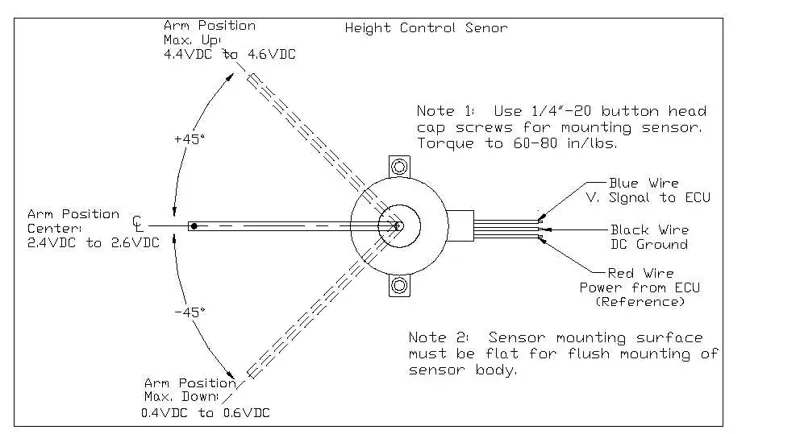 Height Control Senor
Arm Position
Max. Up:
4.4VDC to 4.6VDC
Note 1: Use 1/4"-20 button head
cap screws for mounting sensor.
Torque to 60-80 in/lbs.
+45°
Blue Wire
V. Signal to ECU
Arm Position
Center:
2.4VDC to 2.6VDC
CL
Black Wire
DC Ground
Red Wire
Power from ECU
(Reference)
-45°
Note 2: Sensor mounting surface
must be flat for flush mounting of
sensor body.
Arm Position
Max. Down:
0.4VDC to 0.6VDC